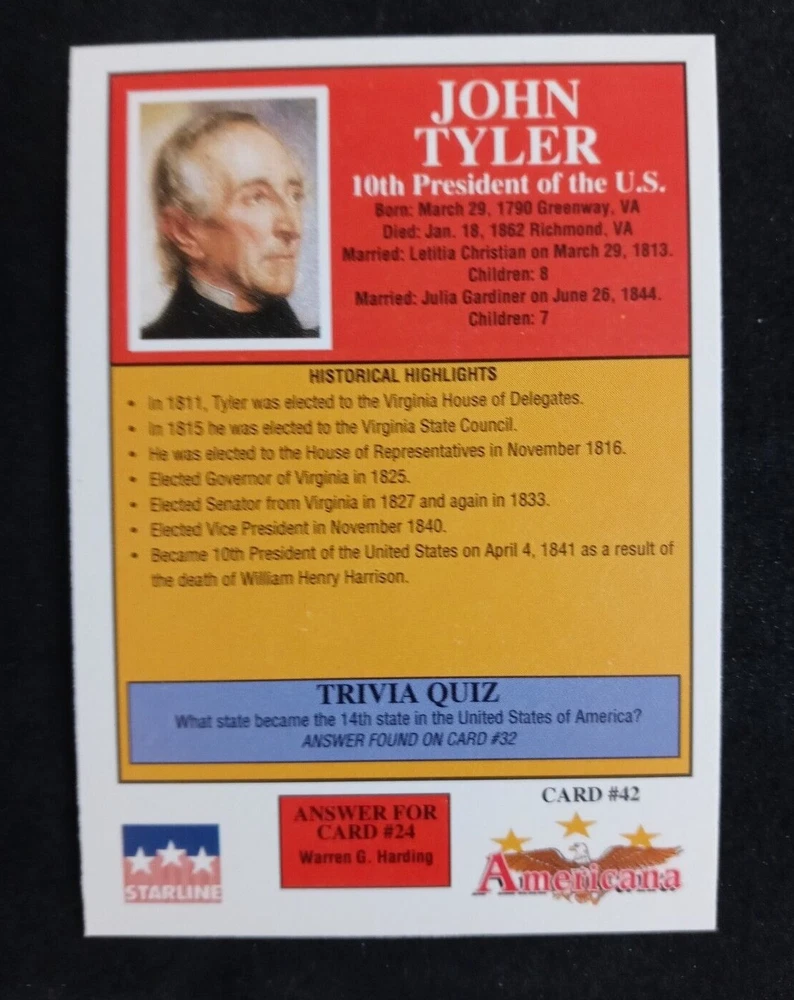 JOHN
TYLER
10th President of the U.S.
Born: March 29, 1790 Greenway, VA
Died: Jan. 18, 1862 Richmond, VA
Married: Letitia Christian on March 29, 1813.
Children: 8
Married: Julia Gardiner on June 26, 1844.
Children: 7
HISTORICAL HIGHLIGHTS
• In 1811, Tyler was elected to the Virginia House of Delegates.
• In 1815 he was elected to the Virginia State Council.
• He was elected to the House of Representatives in November 1816.
• Elected Governor of Virginia in 1825.
• Elected Senator from Virginia in 1827 and again in 1833.
• Elected Vice President in November 1840.
• Became 10th President of the United States on April 4, 1841 as a result of
the death of William Henry Harrison.
TRIVIA QUIZ
What state became the 14th state in the United States of America?
ANSWER FOUND ON CARD #32
STARLINE
ANSWER FOR
CARD #24
Warren G. Harding
CARD #42
Americana